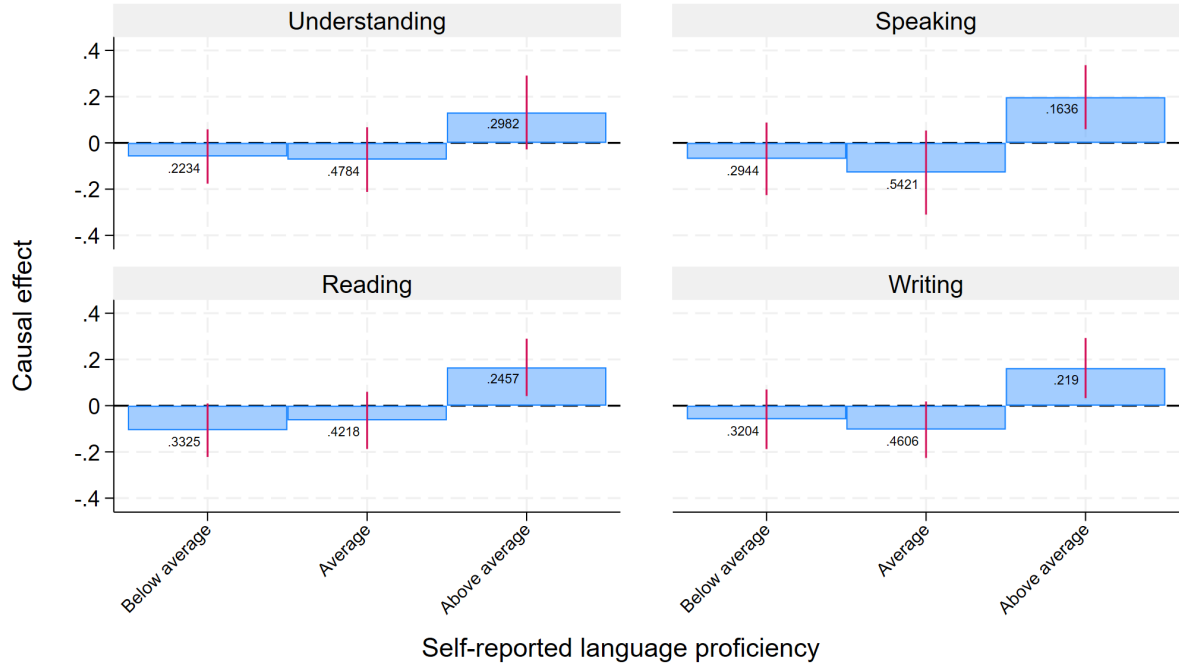 Understanding
Speaking
.4
.2
0
-.2
-.4
.2234
.4784
.2982
.2944
.5421
.1636
Causal effect
Reading
Writing
.4
.2
0
-.2
-.4
.3325
.4218
.2457
.3204
.4606
.219
Below average
Average
Above average
Below average
Average
Above average
Self-reported language proficiency